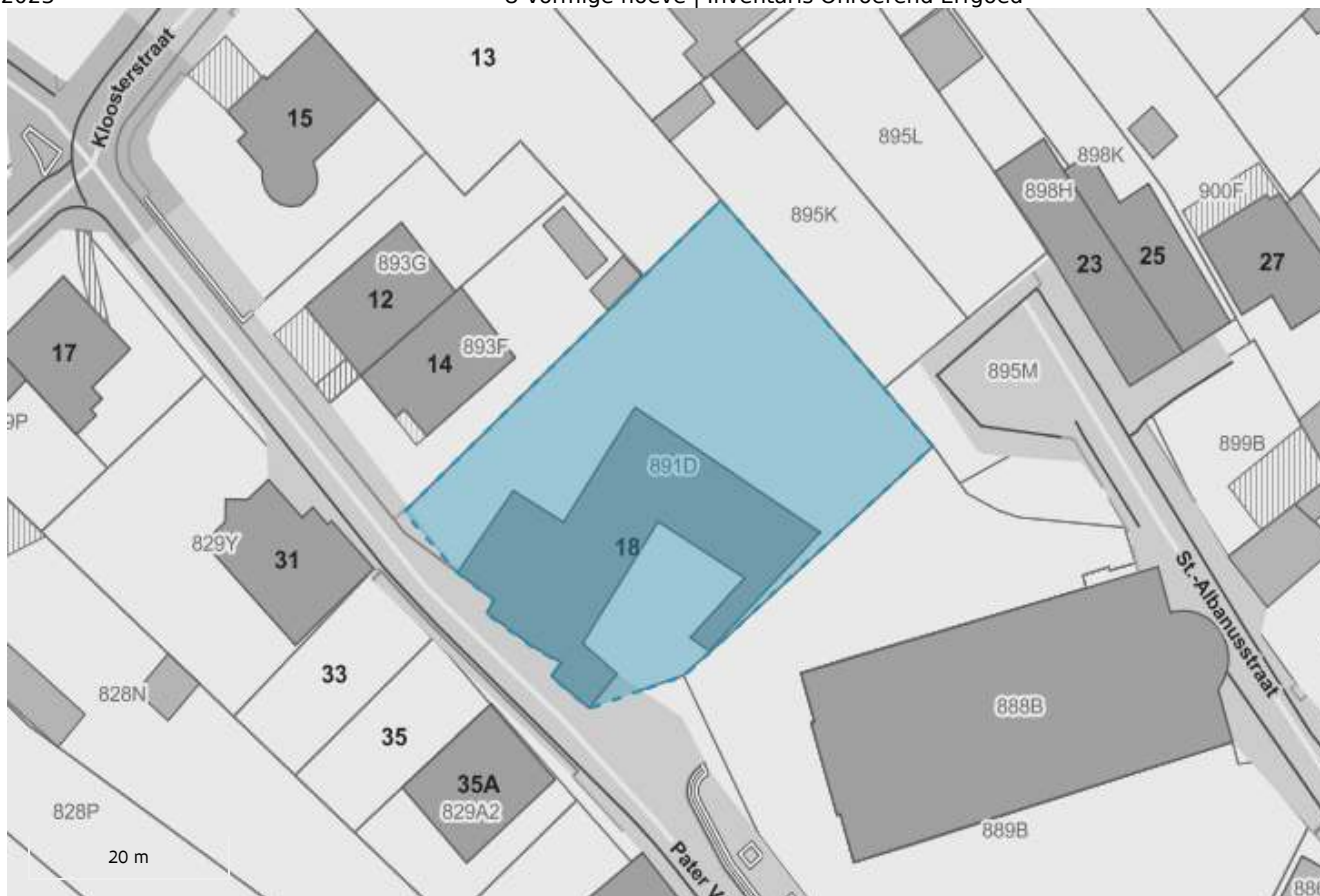 2025
U-vormige hoeve | Inventaris Onroerend Erfgoed
Kloosterstraat
13
15
895L
898K
898H
900F
895K
893G
12
23
25
27
17
14
893F
895M
9P
899B
891D
18
829Y
31
St.-Albanusstraat
33
828N
888B
35
35A
829A2
828P
889B
20 m
Pater V